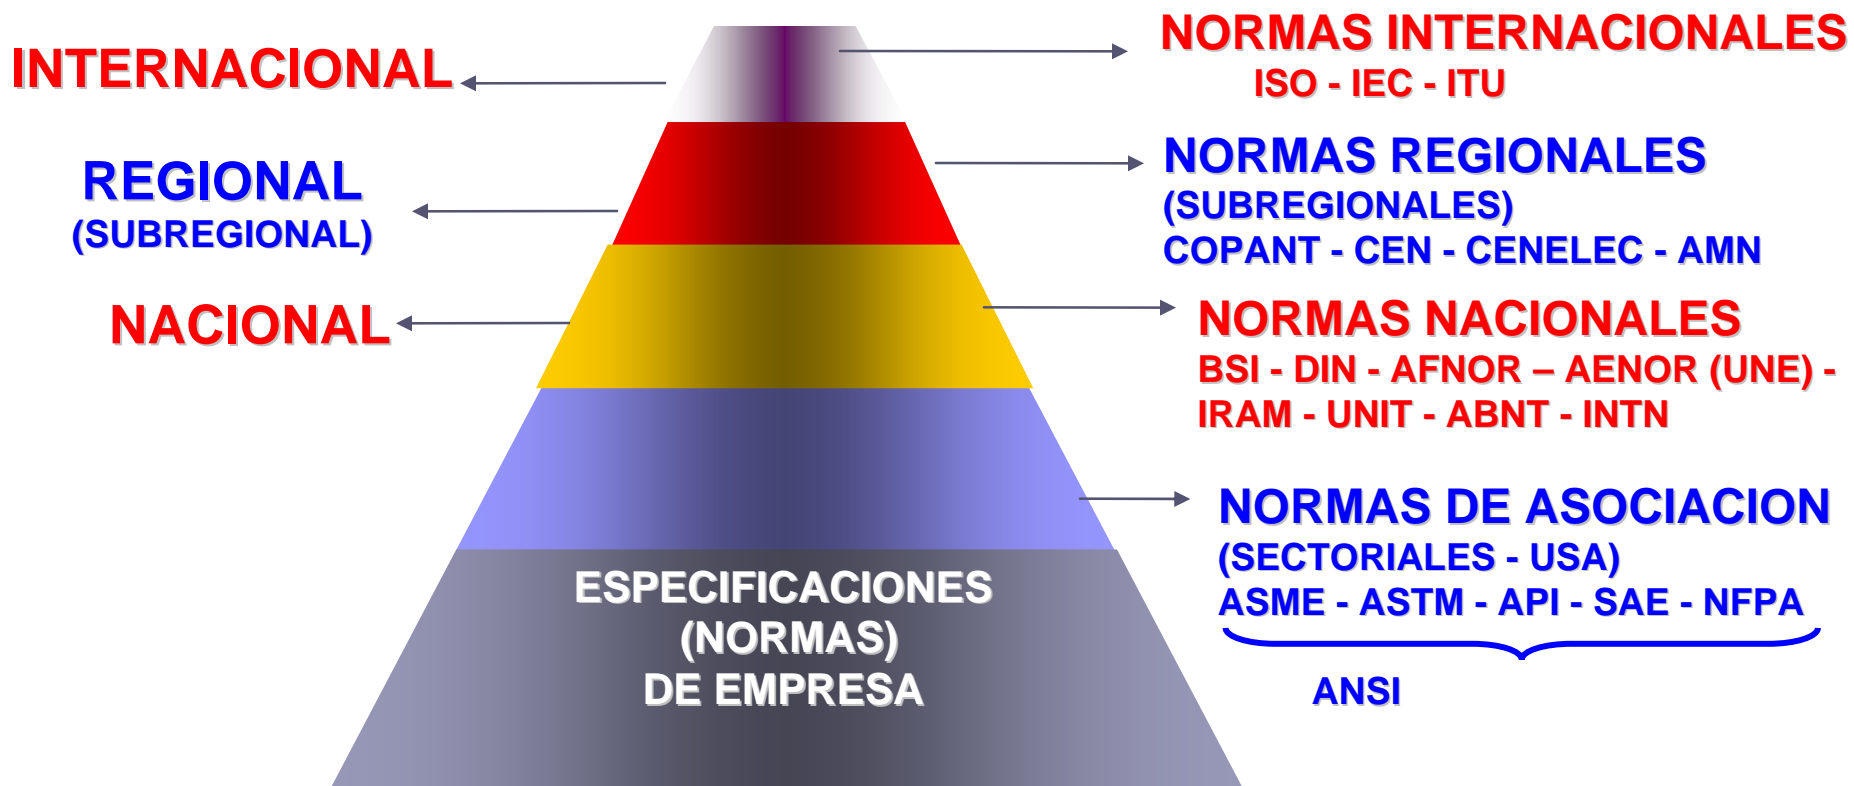 INTERNACIONAL
NORMAS INTERNACIONALES
ISO - IEC - ITU
REGIONAL
(SUBREGIONAL)
NORMAS REGIONALES
(SUBREGIONALES)
COPANT - CEN - CENELEC - AMN
NACIONAL
NORMAS NACIONALES
BSI - DIN - AFNOR – AENOR (UNE) -
IRAM - UNIT - ABNT - INTN
NORMAS DE ASOCIACION
(SECTORIALES - USA)
ASME - ASTM - API - SAE - NFPA
ANSI
ESPECIFICACIONES
(NORMAS)
DE EMPRESA